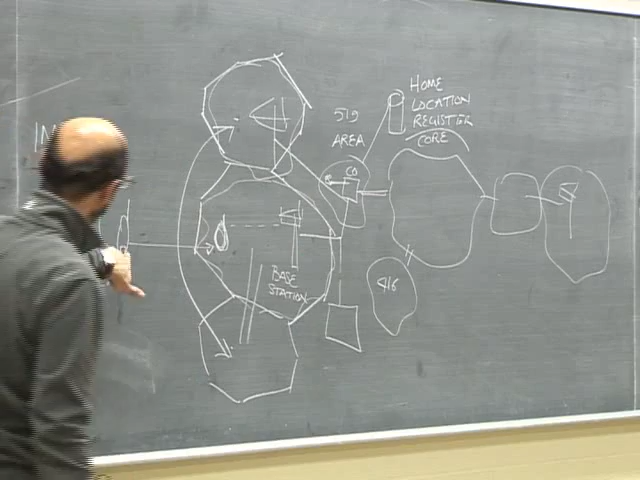 HOME
LOCATION
REGISTER
CORE
519
AREA
CO
BASE
STATION
416